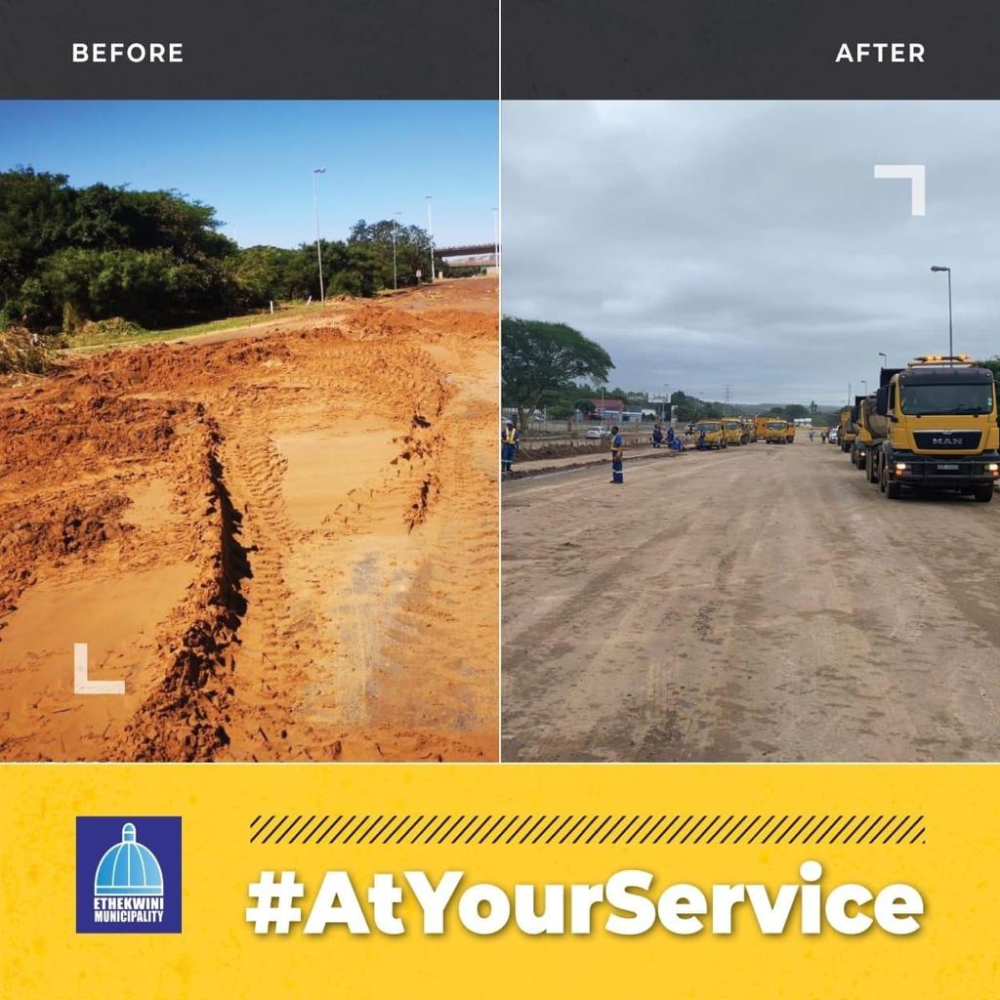 BEFORE
AFTER
MAN
ETHEKWINI
MUNICIPALITY
#AtYourService